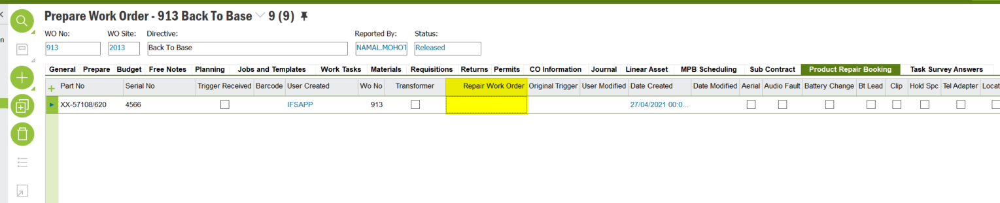 Prepare Work Order - 913 Back To Base 9 (9)
WO No: WO Site: Directive: Reported By: Status:
913 2013 Back To Base NAMAL.MOHOT Released
General Prepare Budget Free Notes Planning Jobs and Templates Work Tasks Materials Requisitions Returns Permits CO Information Journal Linear Asset MPB Scheduling Sub Contract Product Repair Booking Task Survey Answers
Part No Serial No Trigger Received Barcode User Created Wo No Transformer Repair Work Order Original Trigger User Modified Date Created Date Modified Aerial Audio Fault Battery Change Bt Lead Clip Hold Spc Tel Adapter Locat
XX-57108/620 4566 IFSAPP 913 27/04/2021 00:0...